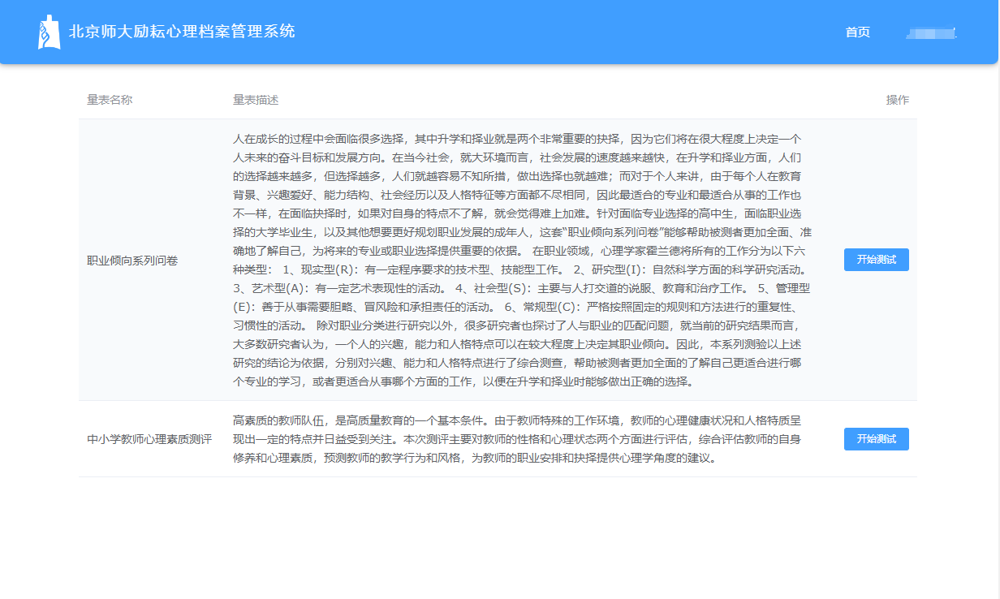 北京师大励耘心理档案管理系统
首页
量表名称 量表描述 操作
人在成长的过程中会面临很多选择，其中升学和择业就是两个非常重要的抉择，因为它们将在很大程度上决定一个
人未来的奋斗目标和发展方向。在当今社会，就大环境而言，社会发展的速度越来越快，在升学和择业方面，人们
的选择越来越多，但选择越多，人们就越容易不知所措，做出选择也就越难；而对于个人来讲，由于每个人在教育
背景、兴趣爱好、能力结构、社会经历以及人格特征等方面都不尽相同，因此最适合的专业和最适合从事的工作也
不一样，在面临抉择时，如果对自身的特点不了解，就会觉得难上加难。针对面临专业选择的高中生，面临职业选
择的大学毕业生，以及其他想要更好规划职业发展的成年人，这套“职业倾向系列问卷”能够帮助被测者更加全面、准
确地了解自己，为将来的专业或职业选择提供重要的依据。 在职业领域，心理学家霍兰德将所有的工作分为以下六
职业倾向系列问卷 种类型： 1、现实型(R)：有一定程序要求的技术型、技能型工作。 2、研究型(I)：自然科学方面的科学研究活动。 开始测试
3、艺术型(A)：有一定艺术表现性的活动。 4、社会型(S)：主要与人打交道的说服、教育和治疗工作。 5、管理型
(E)：善于从事需要胆略、冒风险和承担责任的活动。 6、常规型(C)：严格按照固定的规则和方法进行的重复性、
习惯性的活动。 除对职业分类进行研究以外，很多研究者也探讨了人与职业的匹配问题，就当前的研究结果而言，
大多数研究者认为，一个人的兴趣，能力和人格特点可以在较大程度上决定其职业倾向。因此，本系列测验以上述
研究的结论为依据，分别对兴趣、能力和人格特点进行了综合测查，帮助被测者更加全面的了解自己更适合进行哪
个专业的学习，或者更适合从事哪个方面的工作，以便在升学和择业时能够做出正确的选择。
高素质的教师队伍，是高质量教育的一个基本条件。由于教师特殊的工作环境，教师的心理健康状况和人格特质呈
中小学教师心理素质测评 现出一定的特点并日益受到关注。本次测评主要对教师的性格和心理状态两个方面进行评估，综合评估教师的自身 开始测试
修养和心理素质，预测教师的教学行为和风格，为教师的职业安排和抉择提供心理学角度的建议。